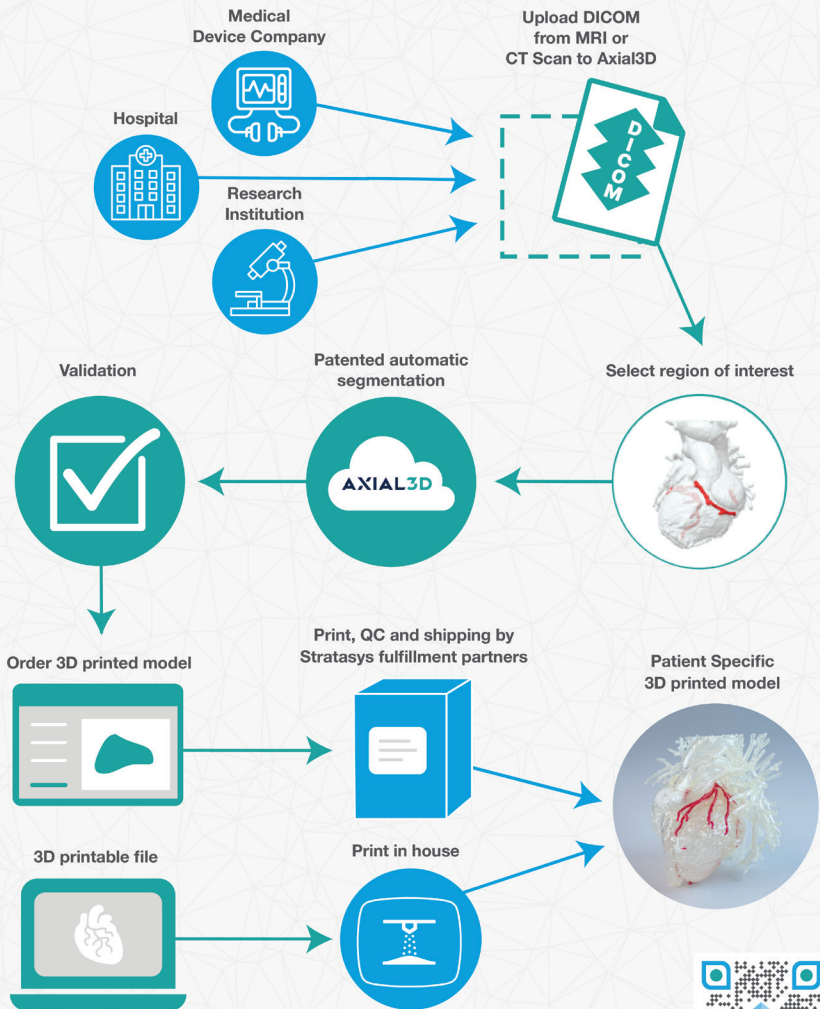 Medical
Device Company
Upload DICOM
from MRI or
CT Scan to Axial3D
Hospital
DICOM
Research
Institution
Validation
Patented automatic
segmentation
Select region of interest
AXIAL3D
Order 3D printed model
Print, QC and shipping by
Stratasys fulfillment partners
Patient Specific
3D printed model
3D printable file
Print in house